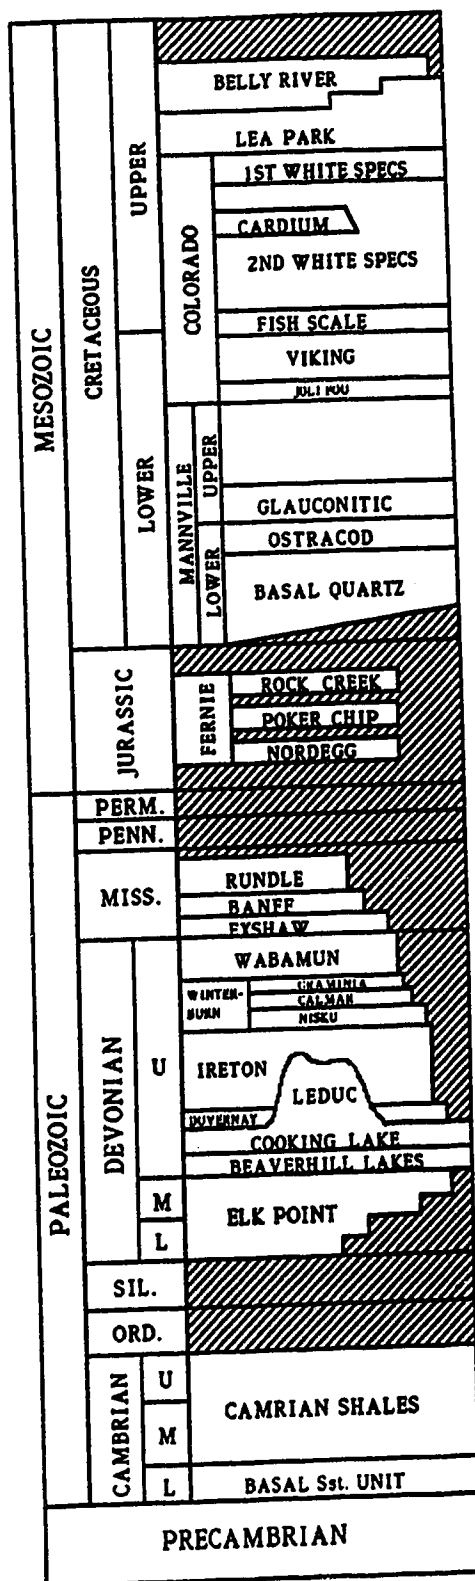 BELLY RIVER
LEA PARK
1ST WHITE SPECS
CARDIUM
2ND WHITE SPECS
FISH SCALE
VIKING
JOLI FOU
GLAUCONITIC
OSTRACOD
BASAL QUARTZ
ROCK CREEK
POKER CHIP
NORDEGG
RUNDLE
BANFF
EXSHAW
WABAMUN
GRAMINIA
CALMAR
NISKU
IRETON
LEDUC
DUVERNAY
COOKING LAKE
BEAVERHILL LAKES
ELK POINT
CAMRIAN SHALES
BASAL Sst. UNIT
PRECAMBRIAN
MESOZOIC
CRETACEOUS
UPPER
LOWER
COLORADO
MANNVILLE
UPPER
LOWER
JURASSIC
FERNIE
PALEOZOIC
PERM.
PENN.
MISS.
DEVONIAN
U
WINTER-
BURN
M
L
SIL.
ORD.
CAMBRIAN
U
M
L